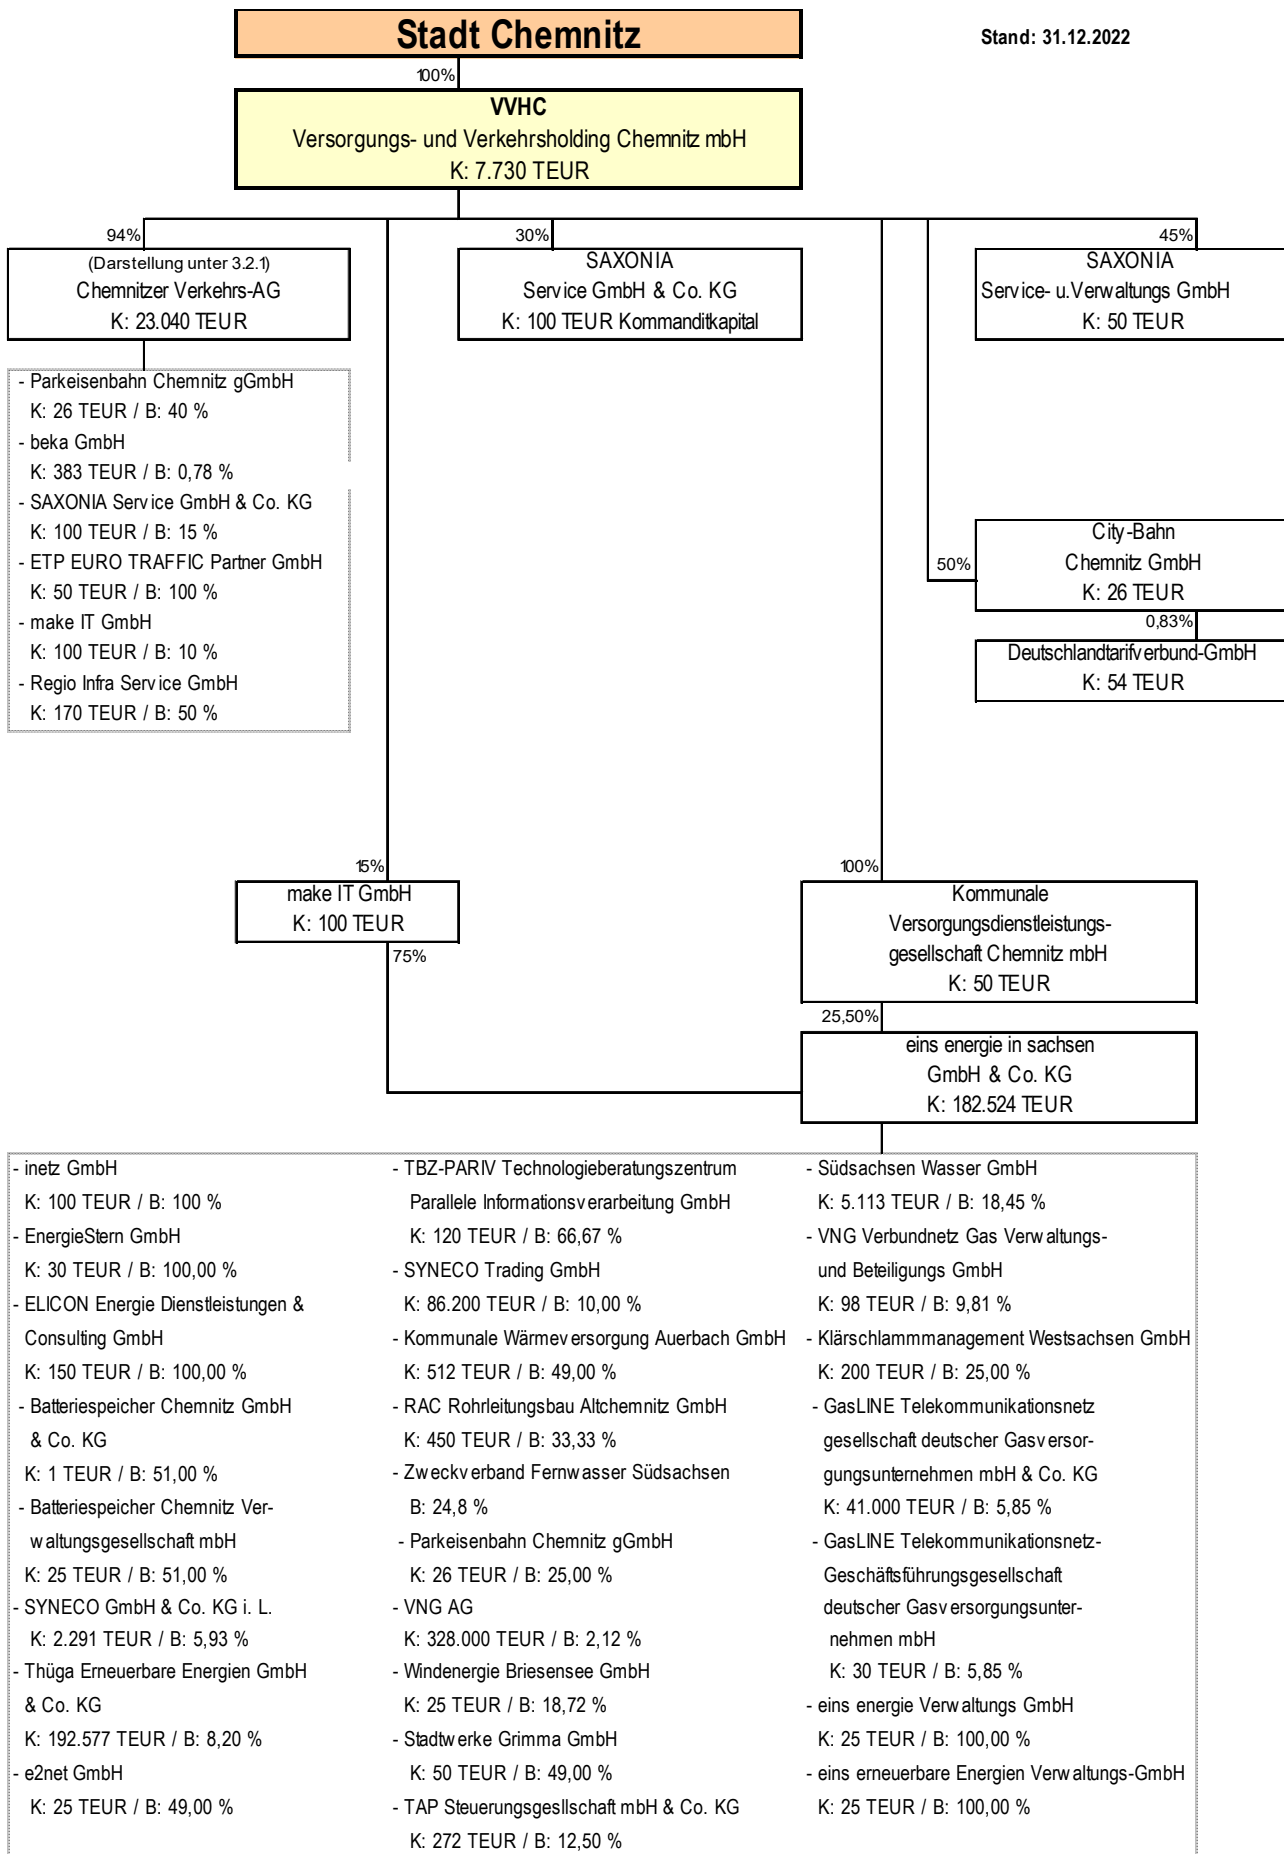 Stadt Chemnitz
Stand: 31.12.2022
100%
VVHC
Versorgungs- und Verkehrsholding Chemnitz mbH
K: 7.730 TEUR
94%
(Darstellung unter 3.2.1)
Chemnitzer Verkehrs-AG
K: 23.040 TEUR
30%
SAXONIA
Service GmbH & Co. KG
K: 100 TEUR Kommanditkapital
45%
SAXONIA
Service- u.Verwaltungs GmbH
K: 50 TEUR
- Parkeisenbahn Chemnitz gGmbH
K: 26 TEUR / B: 40 %
- beka GmbH
K: 383 TEUR / B: 0,78 %
- SAXONIA Service GmbH & Co. KG
K: 100 TEUR / B: 15 %
- ETP EURO TRAFFIC Partner GmbH
K: 50 TEUR / B: 100 %
- make IT GmbH
K: 100 TEUR / B: 10 %
- Regio Infra Service GmbH
K: 170 TEUR / B: 50 %
50%
City-Bahn
Chemnitz GmbH
K: 26 TEUR
0,83%
Deutschlandtarifverbund-GmbH
K: 54 TEUR
15%
make IT GmbH
K: 100 TEUR
75%
100%
Kommunale
Versorgungsdienstleistungs-
gesellschaft Chemnitz mbH
K: 50 TEUR
25,50%
eins energie in sachsen
GmbH & Co. KG
K: 182.524 TEUR
- inetz GmbH
K: 100 TEUR / B: 100 %
- EnergieStern GmbH
K: 30 TEUR / B: 100,00 %
- ELICON Energie Dienstleistungen &
Consulting GmbH
K: 150 TEUR / B: 100,00 %
- Batteriespeicher Chemnitz GmbH
& Co. KG
K: 1 TEUR / B: 51,00 %
- Batteriespeicher Chemnitz Ver-
waltungsgesellschaft mbH
K: 25 TEUR / B: 51,00 %
- SYNECO GmbH & Co. KG i. L.
K: 2.291 TEUR / B: 5,93 %
- Thüga Erneuerbare Energien GmbH
& Co. KG
K: 192.577 TEUR / B: 8,20 %
- e2net GmbH
K: 25 TEUR / B: 49,00 %
- TBZ-PARIV Technologieberatungszentrum
Parallele Informationsverarbeitung GmbH
K: 120 TEUR / B: 66,67 %
- SYNECO Trading GmbH
K: 86.200 TEUR / B: 10,00 %
- Kommunale Wärmeversorgung Auerbach GmbH
K: 512 TEUR / B: 49,00 %
- RAC Rohrleitungsbau Altchemnitz GmbH
K: 450 TEUR / B: 33,33 %
- Zweckverband Fernwasser Südsachsen
B: 24,8 %
- Parkeisenbahn Chemnitz gGmbH
K: 26 TEUR / B: 25,00 %
- VNG AG
K: 328.000 TEUR / B: 2,12 %
- Windenergie Briesensee GmbH
K: 25 TEUR / B: 18,72 %
- Stadtwerke Grimma GmbH
K: 50 TEUR / B: 49,00 %
- TAP Steuerungsgesllschaft mbH & Co. KG
K: 272 TEUR / B: 12,50 %
- Südsachsen Wasser GmbH
K: 5.113 TEUR / B: 18,45 %
- VNG Verbundnetz Gas Verwaltungs-
und Beteiligungs GmbH
K: 98 TEUR / B: 9,81 %
- Klärschlammmanagement Westsachsen GmbH
K: 200 TEUR / B: 25,00 %
- GasLINE Telekommunikationsnetz
gesellschaft deutscher Gasversor-
gungsunternehmen mbH & Co. KG
K: 41.000 TEUR / B: 5,85 %
- GasLINE Telekommunikationsnetz-
Geschäftsführungsgesellschaft
deutscher Gasversorgungsunter-
nehmen mbH
K: 30 TEUR / B: 5,85 %
- eins energie Verwaltungs GmbH
K: 25 TEUR / B: 100,00 %
- eins erneuerbare Energien Verwaltungs-GmbH
K: 25 TEUR / B: 100,00 %